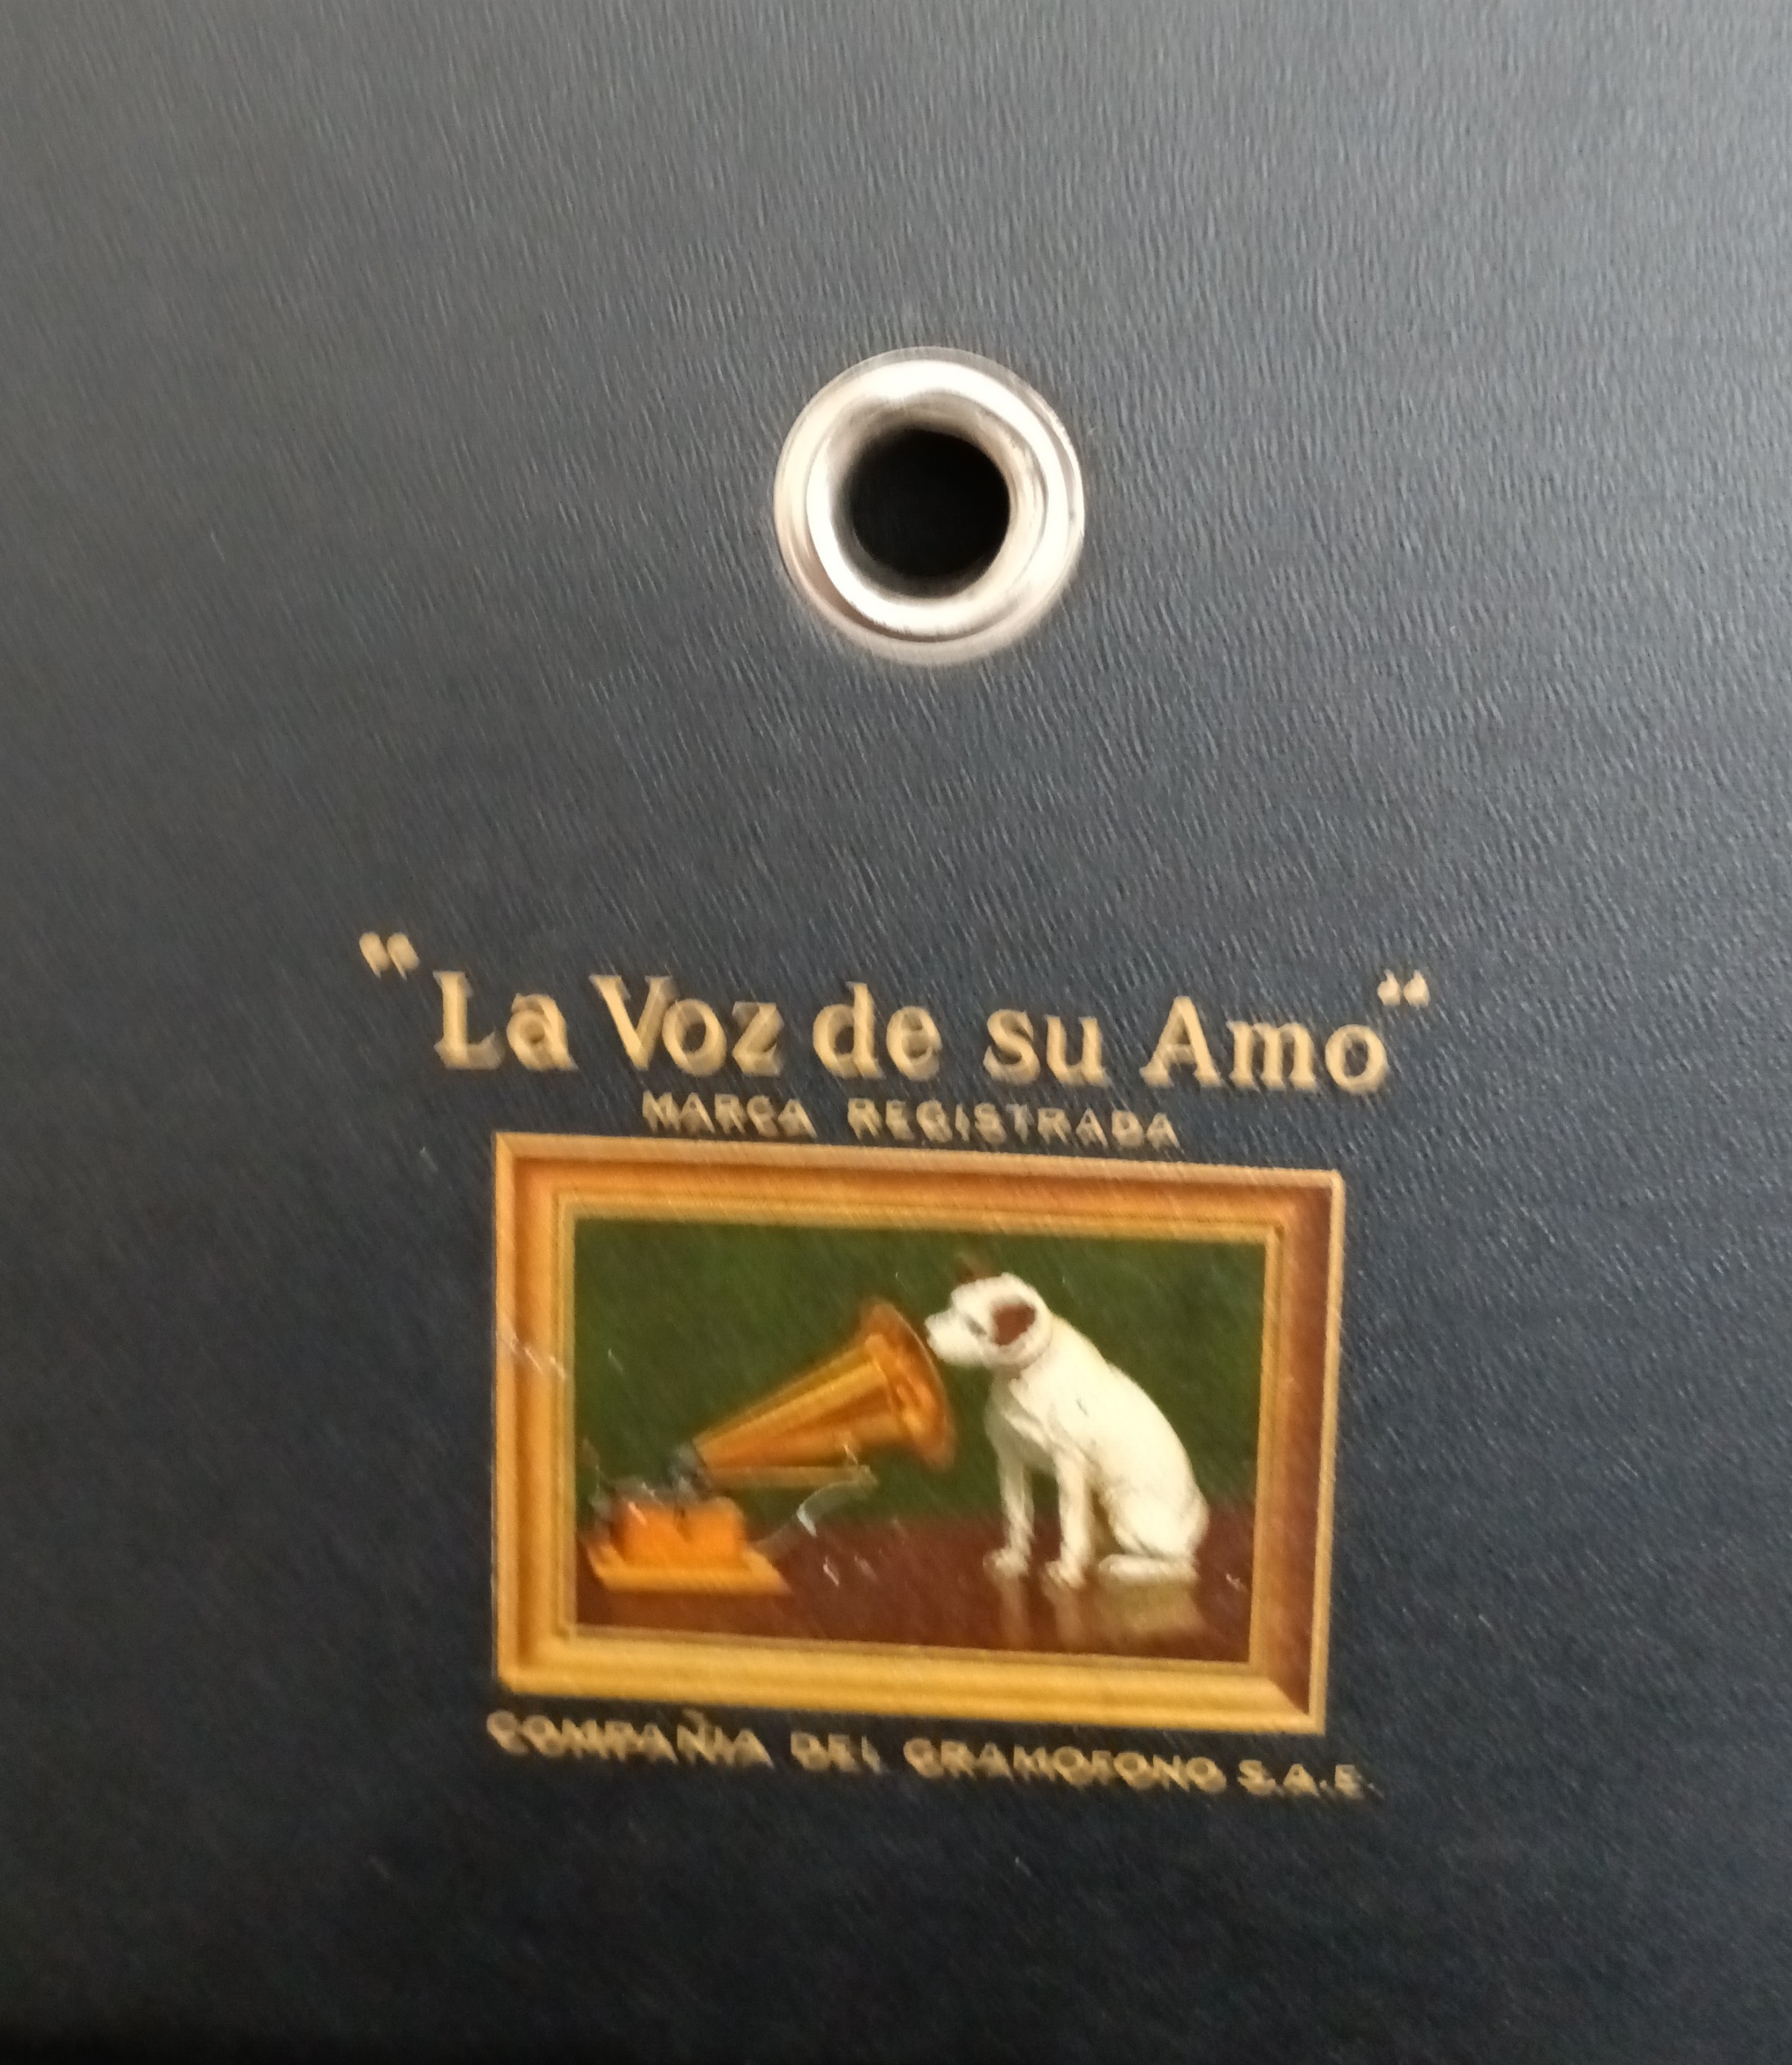 "La Voz de su Amo"
MARCA REGISTRADA
COMPAÑIA DEL GRAMOFONO S.A.E.